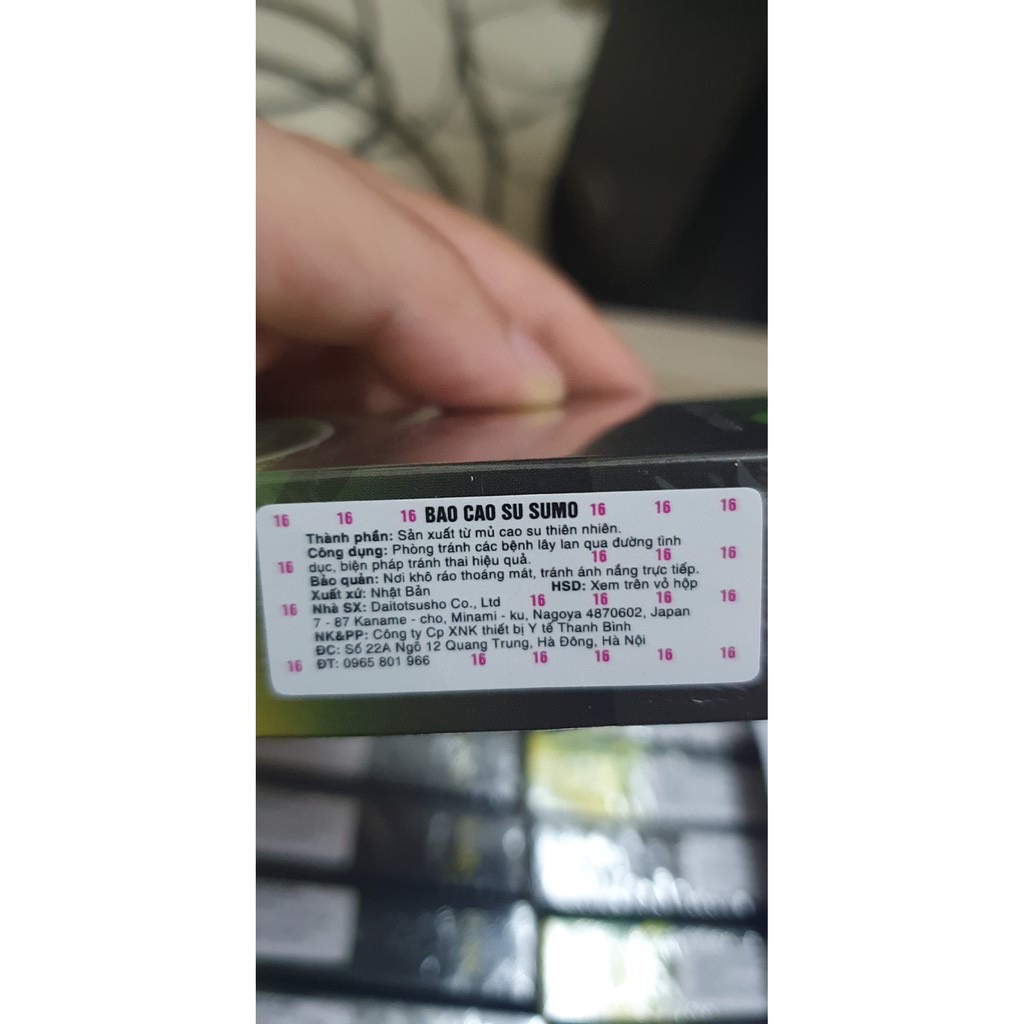 16 16 16 BAO CAO SU SUMO 16 16 16
Thành phần: Sản xuất từ mủ cao su thiên nhiên.
Công dụng: Phòng tránh các bệnh lây lan qua đường tình
16 dục, biện pháp tránh thai hiệu quả. 16 16 16
Bảo quản: Nơi khô ráo thoáng mát, tránh ánh nắng trực tiếp.
Xuất xứ: Nhật Bản HSD: Xem trên vỏ hộp
16 Nhà SX: Daitotsusho Co., Ltd 16 16 16 16
7 - 87 Kaname - cho, Minami - ku, Nagoya 4870602, Japan
NK&PP: Công ty Cp XNK thiết bị Y tế Thanh Bình
ĐC: Số 22A Ngõ 12 Quang Trung, Hà Đông, Hà Nội
16 ĐT: 0965 801 966 16 16 16 16 16